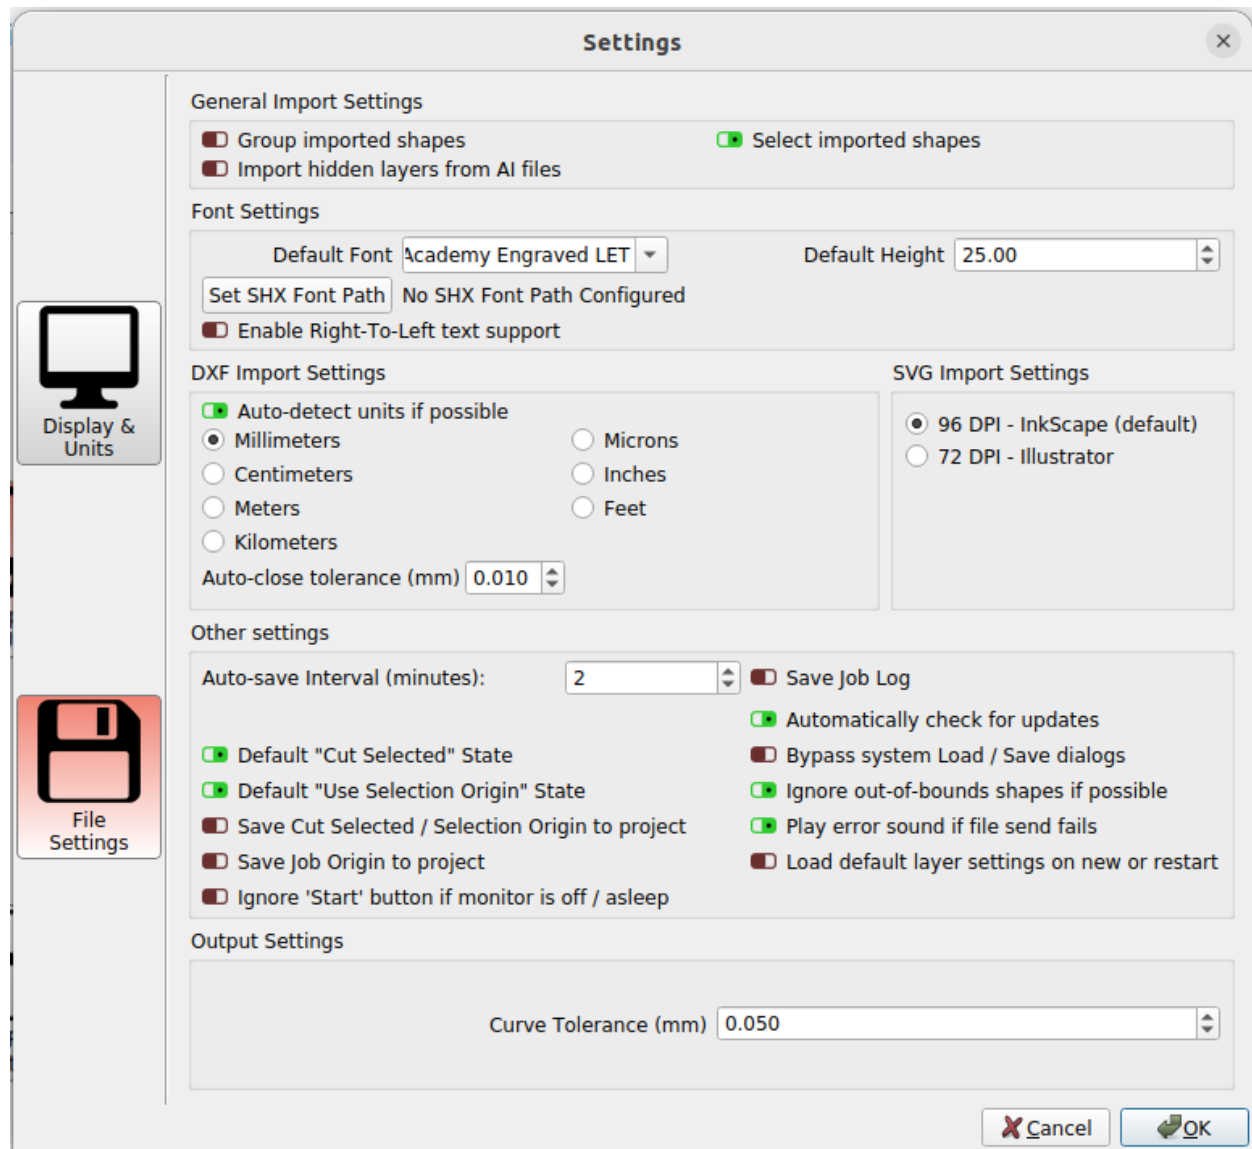 Settings
General Import Settings
Group imported shapes
Select imported shapes
Import hidden layers from AI files
Font Settings
Default Font
Academy Engraved LET
Default Height
25.00
Set SHX Font Path
No SHX Font Path Configured
Enable Right-To-Left text support
DXF Import Settings
Auto-detect units if possible
Millimeters
Microns
Centimeters
Inches
Meters
Feet
Kilometers
Auto-close tolerance (mm)
0.010
SVG Import Settings
96 DPI - InkScape (default)
72 DPI - Illustrator
Display &
Units
File
Settings
Other settings
Auto-save Interval (minutes):
2
Save Job Log
Automatically check for updates
Default "Cut Selected" State
Bypass system Load / Save dialogs
Default "Use Selection Origin" State
Ignore out-of-bounds shapes if possible
Save Cut Selected / Selection Origin to project
Play error sound if file send fails
Save Job Origin to project
Load default layer settings on new or restart
Ignore 'Start' button if monitor is off / asleep
Output Settings
Curve Tolerance (mm)
0.050
Cancel
OK